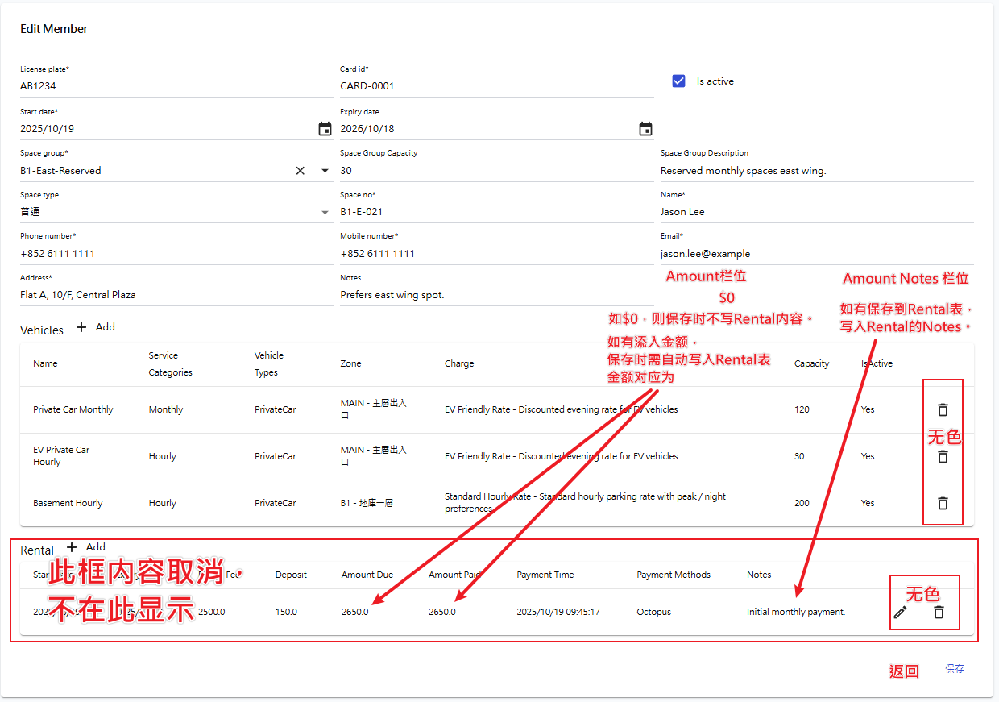 Edit Member
License plate*
Card id*
AB1234
CARD-0001
Is active
Start date*
Expiry date
2025/10/19
2026/10/18
Space group*
Space Group Capacity
Space Group Description
B1-East-Reserved
30
Reserved monthly spaces east wing.
Space type
Space no*
Name*
普通
B1-E-021
Jason Lee
Phone number*
Mobile number*
Email*
+852 6111 1111
+852 6111 1111
jason.lee@example
Address*
Notes
Flat A, 10/F, Central Plaza
Prefers east wing spot.
Amount栏位
$0
如$0，则保存时不写Rental内容。
如有添入金额，
保存时需自动写入Rental表
金额对应为
Amount Notes 栏位
如有保存到Rental表，
写入Rental的Notes。
Vehicles
Add
Name
Service
Categories
Vehicle
Types
Zone
Charge
Capacity
IsActive
Private Car Monthly
Monthly
PrivateCar
MAIN - 主層出入
口
EV Friendly Rate - Discounted evening rate for EV vehicles
120
Yes
无色
EV Private Car
Hourly
Hourly
PrivateCar
MAIN - 主層出入
口
EV Friendly Rate - Discounted evening rate for EV vehicles
30
Yes
Basement Hourly
Hourly
PrivateCar
B1 - 地庫一層
Standard Hourly Rate - Standard hourly parking rate with peak / night
preferences
200
Yes
Rental
Add
此框内容取消，
不在此显示
Deposit
Amount Due
Amount Paid
Payment Time
Payment Methods
Notes
无色
2500.0
150.0
2650.0
2650.0
2025/10/19 09:45:17
Octopus
Initial monthly payment.
返回
保存